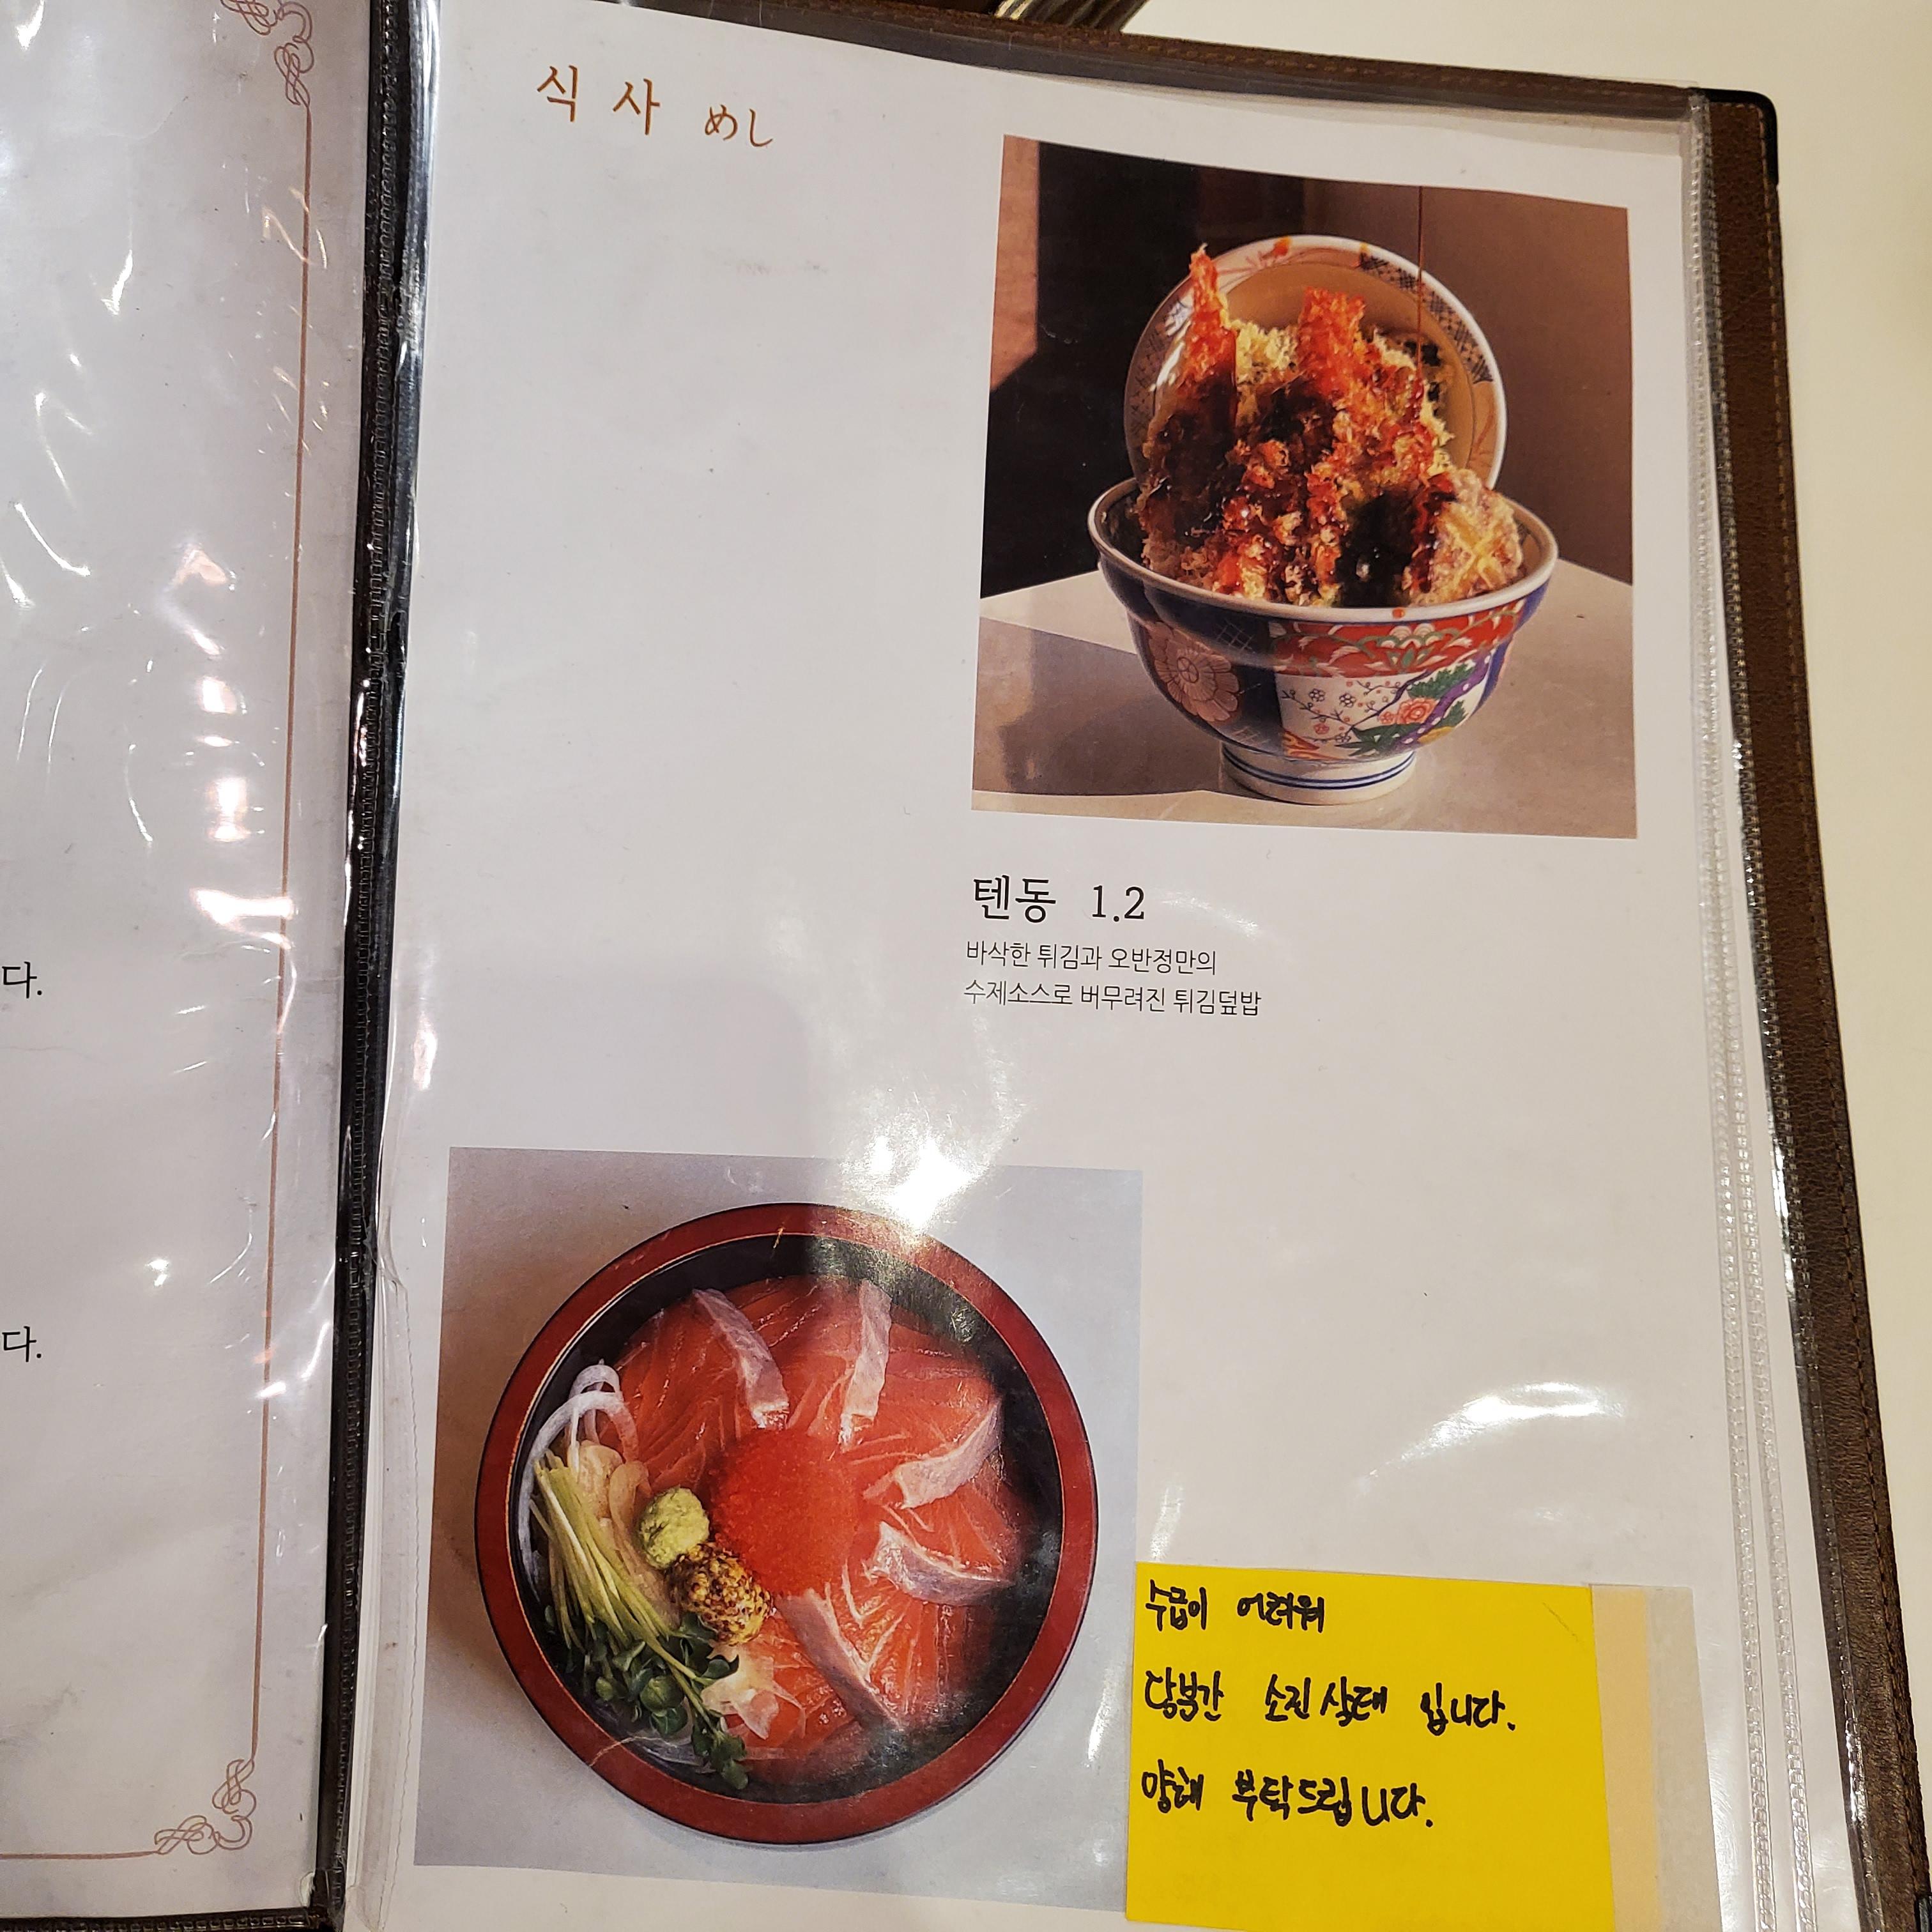 다.
다.
식 사 めし
텐동 1.2
바삭한 튀김과 오반정만의
수제소스로 버무려진 튀김덮밥
수급이 어려워
당분간 소진상태 입니다.
양해 부탁드립니다.